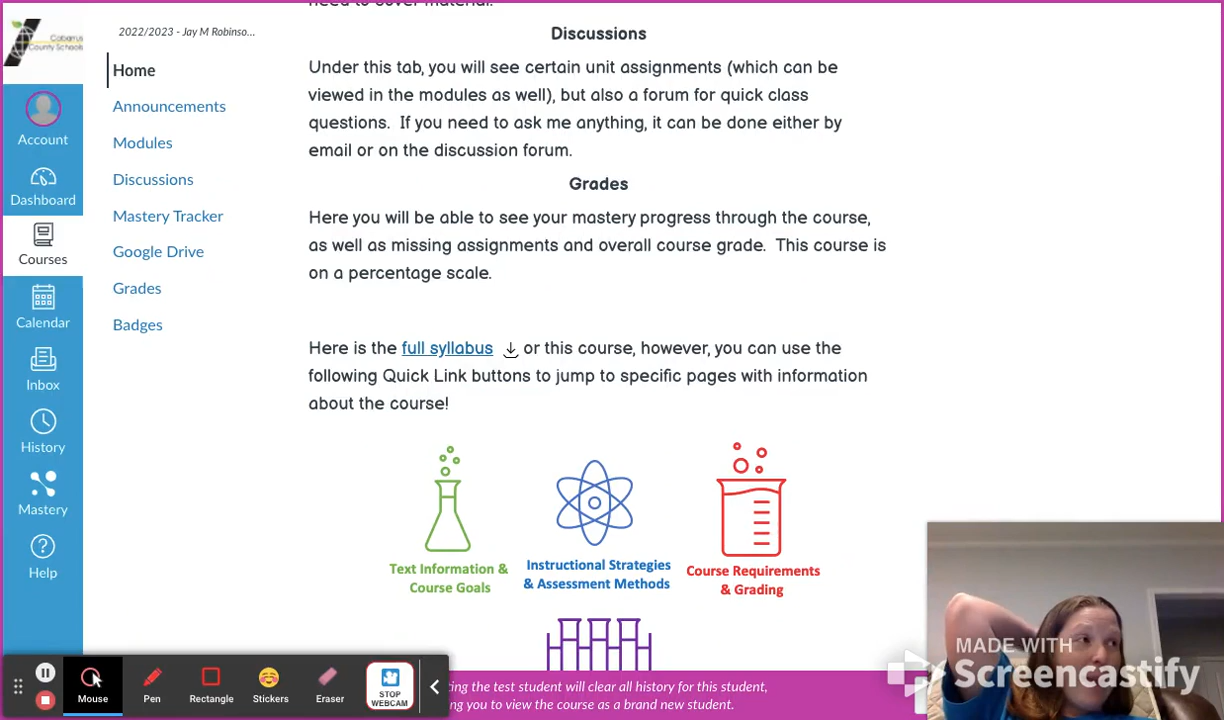 need to cover material.
Cabarrus
County Schools
2022/2023 - Jay M Robinso...
Account
Dashboard
Courses
Calendar
Inbox
History
Mastery
Help
Home
Announcements
Modules
Discussions
Mastery Tracker
Google Drive
Grades
Badges
Discussions
Under this tab, you will see certain unit assignments (which can be
viewed in the modules as well), but also a forum for quick class
questions. If you need to ask me anything, it can be done either by
email or on the discussion forum.
Grades
Here you will be able to see your mastery progress through the course,
as well as missing assignments and overall course grade. This course is
on a percentage scale.
Here is the full syllabus or this course, however, you can use the
following Quick Link buttons to jump to specific pages with information
about the course!
Text Information &
Course Goals
Instructional Strategies
& Assessment Methods
Course Requirements
& Grading
Mouse
Pen
Rectangle
Stickers
Eraser
STOP
WEBCAM
ting the test student will clear all history for this student,
ng you to view the course as a brand new student.
MADE WITH
Screencastify